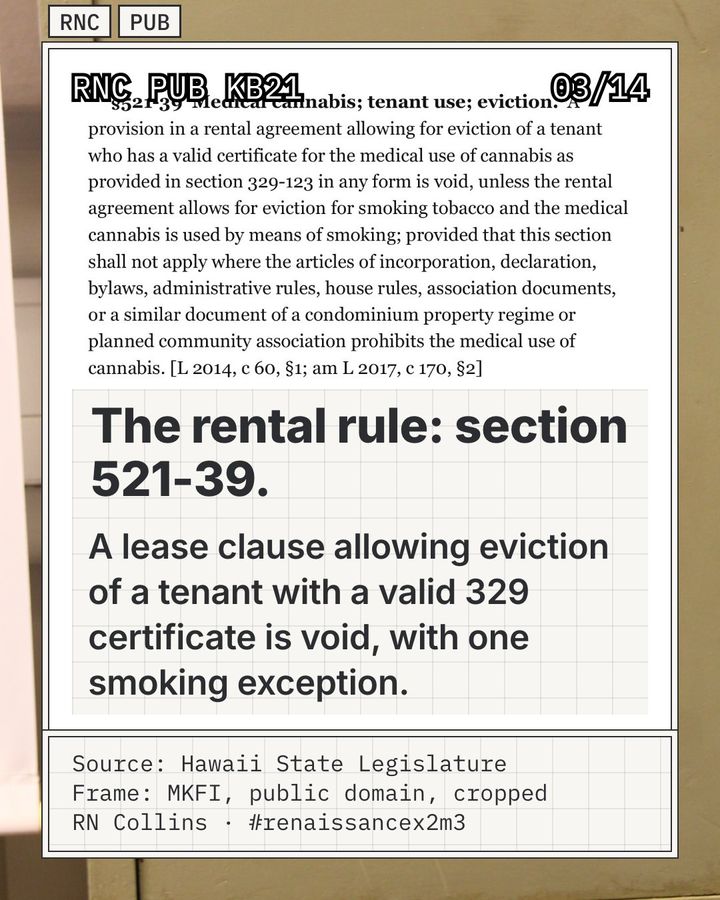 RNC PUB
RNC PUB KB21 03/14
§521-39 Medical cannabis; tenant use; eviction. A
provision in a rental agreement allowing for eviction of a tenant
who has a valid certificate for the medical use of cannabis as
provided in section 329-123 in any form is void, unless the rental
agreement allows for eviction for smoking tobacco and the medical
cannabis is used by means of smoking; provided that this section
shall not apply where the articles of incorporation, declaration,
bylaws, administrative rules, house rules, association documents,
or a similar document of a condominium property regime or
planned community association prohibits the medical use of
cannabis. [L 2014, c 60, §1; am L 2017, c 170, §2]
The rental rule: section
521-39.
A lease clause allowing eviction
of a tenant with a valid 329
certificate is void, with one
smoking exception.
Source: Hawaii State Legislature
Frame: MKFI, public domain, cropped
RN Collins · #renaissancex2m3